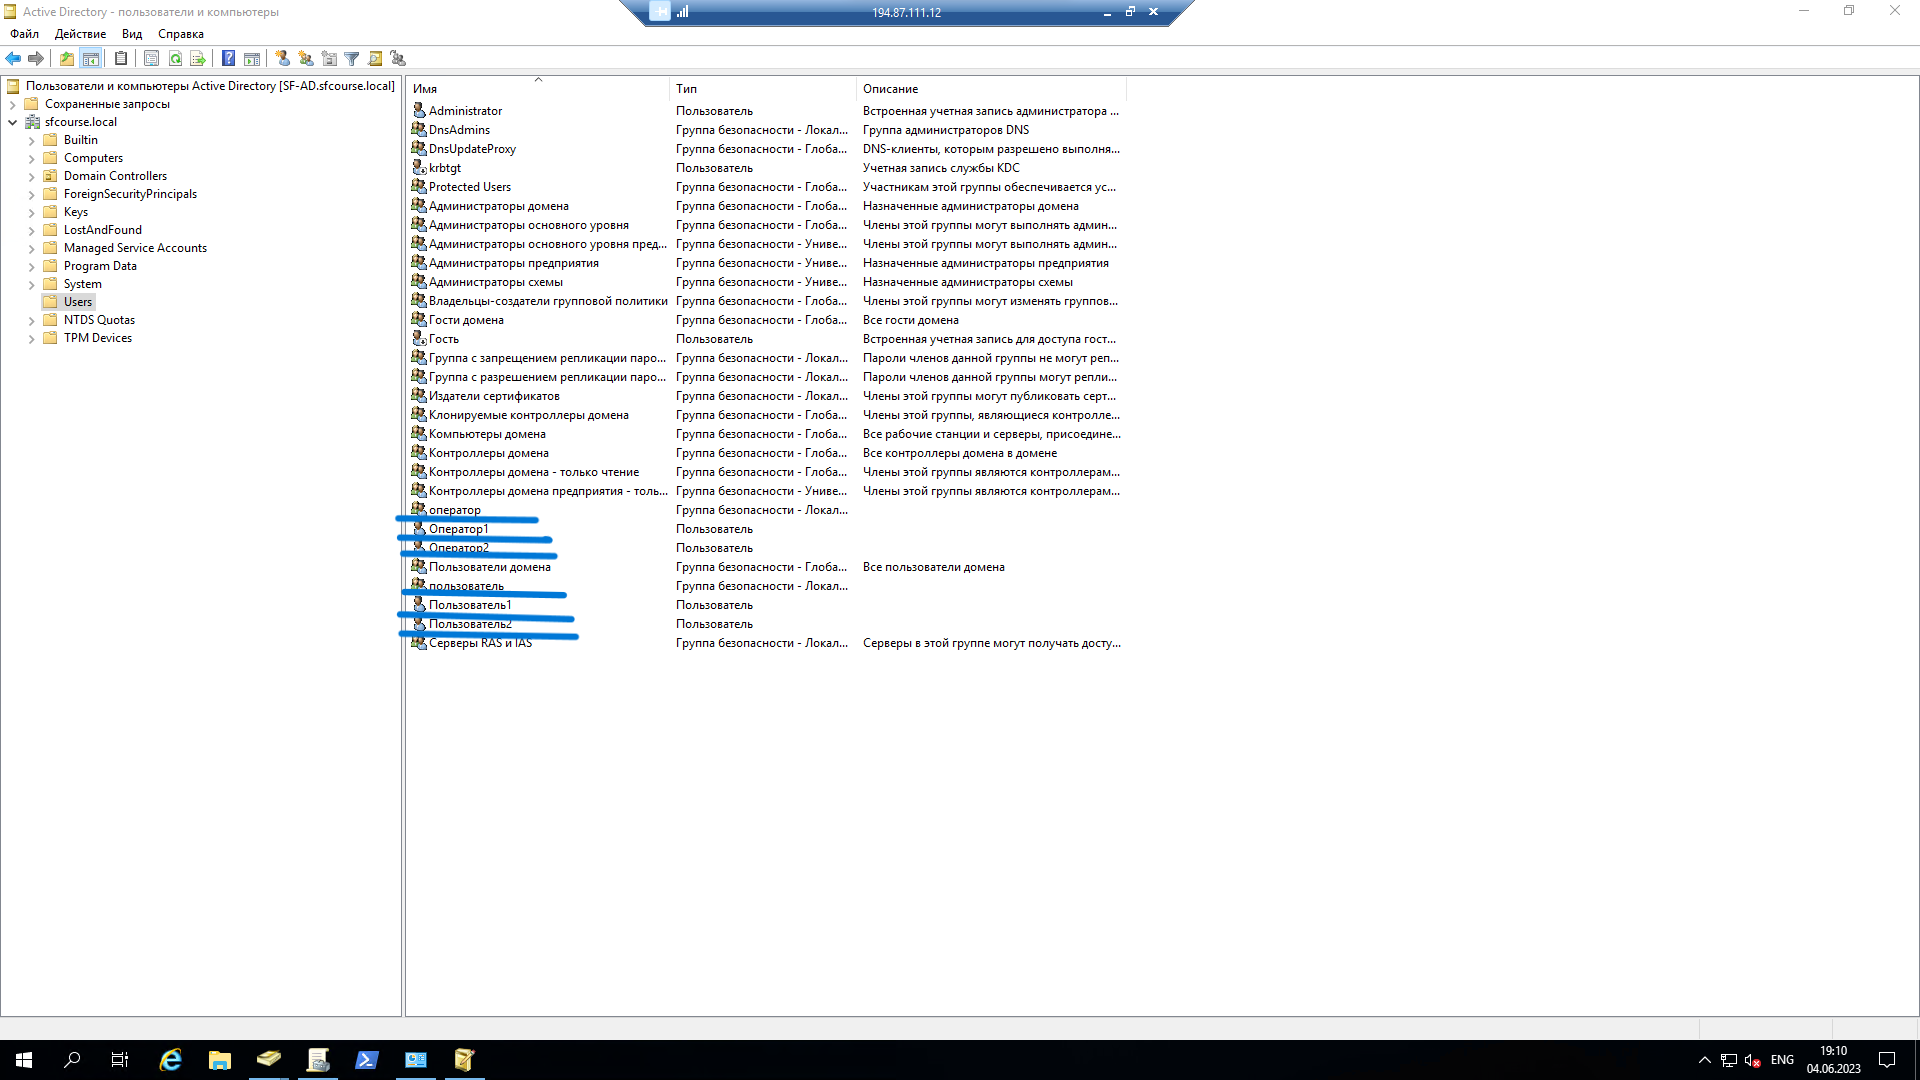 Active Directory - пользователи и компьютеры
194.87.111.12
Файл Действие Вид Справка
Пользователи и компьютеры Active Directory [SF-AD.sfcourse.local]
Сохраненные запросы
sfcourse.local
Builtin
Computers
Domain Controllers
ForeignSecurityPrincipals
Keys
LostAndFound
Managed Service Accounts
Program Data
System
Users
NTDS Quotas
TPM Devices
Имя Тип Описание
Administrator Пользователь Встроенная учетная запись администратора ...
DnsAdmins Группа безопасности - Локал... Группа администраторов DNS
DnsUpdateProxy Группа безопасности - Глоба... DNS-клиенты, которым разрешено выполня...
krbtgt Пользователь Учетная запись службы KDC
Protected Users Группа безопасности - Глоба... Участникам этой группы обеспечивается ус...
Администраторы домена Группа безопасности - Глоба... Назначенные администраторы домена
Администраторы основного уровня Группа безопасности - Глоба... Члены этой группы могут выполнять админ...
Администраторы основного уровня пред... Группа безопасности - Униве... Члены этой группы могут выполнять админ...
Администраторы предприятия Группа безопасности - Униве... Назначенные администраторы предприятия
Администраторы схемы Группа безопасности - Униве... Назначенные администраторы схемы
Владельцы-создатели групповой политики Группа безопасности - Глоба... Члены этой группы могут изменять группов...
Гости домена Группа безопасности - Глоба... Все гости домена
Гость Пользователь Встроенная учетная запись для доступа гост...
Группа с запрещением репликации паро... Группа безопасности - Локал... Пароли членов данной группы не могут реп...
Группа с разрешением репликации паро... Группа безопасности - Локал... Пароли членов данной группы могут репли...
Издатели сертификатов Группа безопасности - Локал... Члены этой группы могут публиковать серт...
Клонируемые контроллеры домена Группа безопасности - Глоба... Члены этой группы, являющиеся контролле...
Компьютеры домена Группа безопасности - Глоба... Все рабочие станции и серверы, присоедине...
Контроллеры домена Группа безопасности - Глоба... Все контроллеры домена в домене
Контроллеры домена - только чтение Группа безопасности - Глоба... Члены этой группы являются контроллерам...
Контроллеры домена предприятия - толь... Группа безопасности - Униве... Члены этой группы являются контроллерам...
оператор Группа безопасности - Локал...
Оператор1 Пользователь
Оператор2 Пользователь
Пользователи домена Группа безопасности - Глоба... Все пользователи домена
пользователь Группа безопасности - Локал...
Пользователь1 Пользователь
Пользователь2 Пользователь
Серверы RAS и IAS Группа безопасности - Локал... Серверы в этой группе могут получать досту...
ENG
19:10
04.06.2023